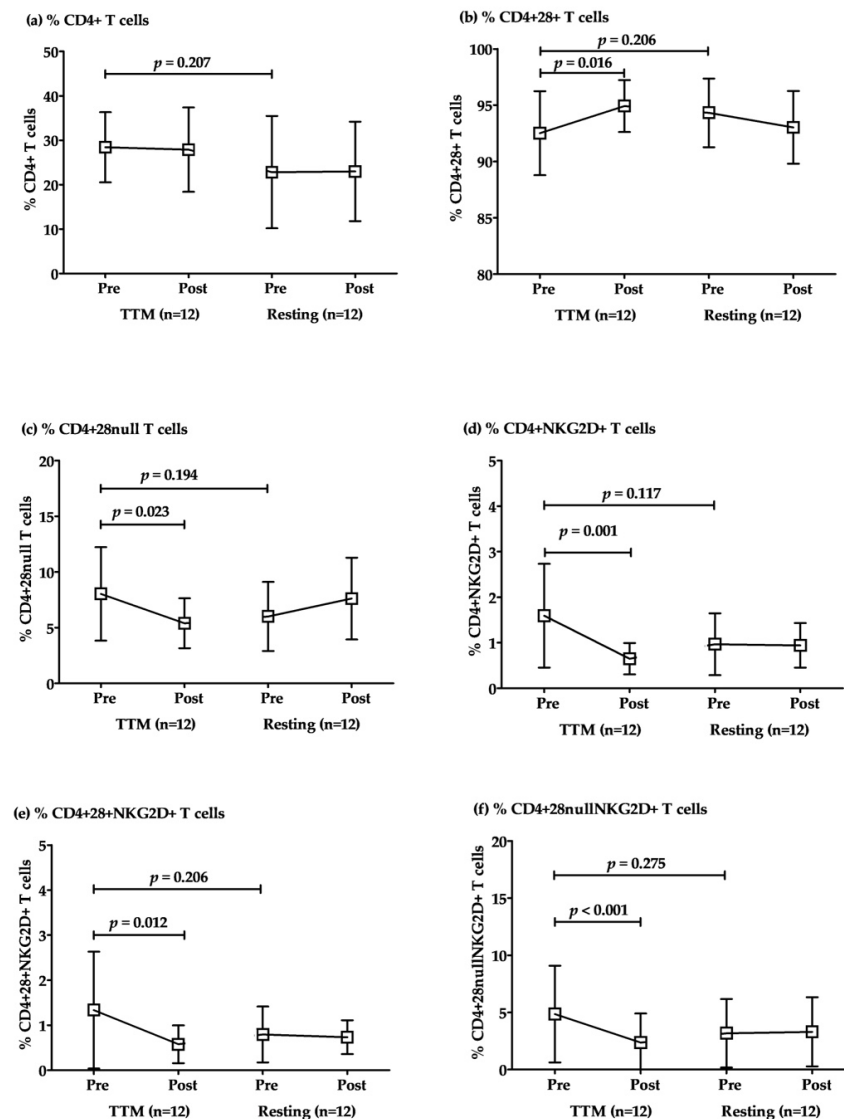 (a) % CD4+ T cells
% CD4+ T cells
50
40
30
20
10
0
p = 0.207
Pre Post Pre Post
TTM (n=12) Resting (n=12)
(b) % CD4+28+ T cells
% CD4+28+ T cells
100
95
90
85
80
p = 0.206
p = 0.016
Pre Post Pre Post
TTM (n=12) Resting (n=12)
(c) % CD4+28null T cells
% CD4+28null T cells
20
15
10
5
0
p = 0.194
p = 0.023
Pre Post Pre Post
TTM (n=12) Resting (n=12)
(d) % CD4+NKG2D+ T cells
% CD4+NKG2D+ T cells
5
4
3
2
1
0
p = 0.117
p = 0.001
Pre Post Pre Post
TTM (n=12) Resting (n=12)
(e) % CD4+28+NKG2D+ T cells
% CD4+28+NKG2D+ T cells
5
4
3
2
1
0
p = 0.206
p = 0.012
Pre Post Pre Post
TTM (n=12) Resting (n=12)
(f) % CD4+28nullNKG2D+ T cells
% CD4+28nullNKG2D+ T cells
20
15
10
5
0
p = 0.275
p < 0.001
Pre Post Pre Post
TTM (n=12) Resting (n=12)